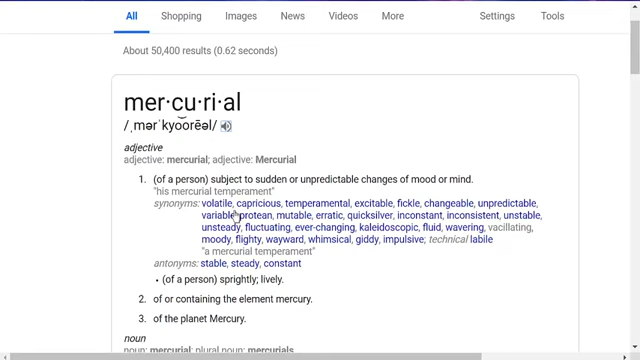 All Shopping Images News Videos More Settings Tools
About 50,400 results (0.62 seconds)
mer·cu·ri·al
/ˌmərˈkyo͝orēəl/
adjective
adjective: mercurial; adjective: Mercurial
1. (of a person) subject to sudden or unpredictable changes of mood or mind.
"his mercurial temperament"
synonyms: volatile, capricious, temperamental, excitable, fickle, changeable, unpredictable,
variable, protean, mutable, erratic, quicksilver, inconstant, inconsistent, unstable,
unsteady, fluctuating, ever-changing, kaleidoscopic, fluid, wavering, vacillating,
moody, flighty, wayward, whimsical, giddy, impulsive; technical labile
"a mercurial temperament"
antonyms: stable, steady, constant
• (of a person) sprightly; lively.
2. of or containing the element mercury.
3. of the planet Mercury.
noun
noun: mercurial; plural noun: mercurials